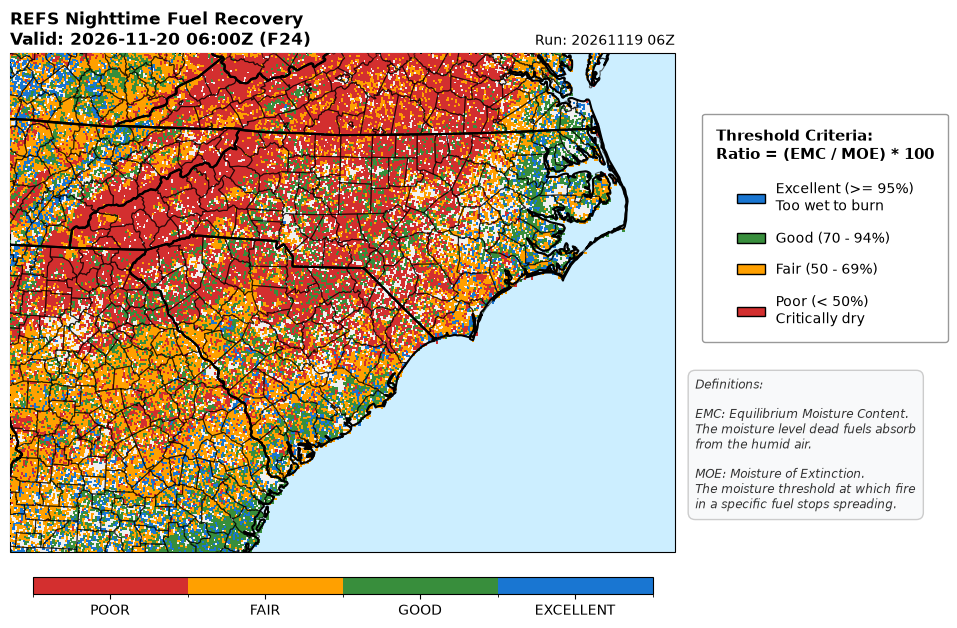 REFS Nighttime Fuel Recovery
Valid: 2026-11-20 06:00Z (F24)
Run: 20261119 06Z
Threshold Criteria:
Ratio = (EMC / MOE) * 100
Excellent (>= 95%)
Too wet to burn
Good (70 - 94%)
Fair (50 - 69%)
Poor (< 50%)
Critically dry
Definitions:
EMC: Equilibrium Moisture Content.
The moisture level dead fuels absorb
from the humid air.
MOE: Moisture of Extinction.
The moisture threshold at which fire
in a specific fuel stops spreading.
POOR FAIR GOOD EXCELLENT